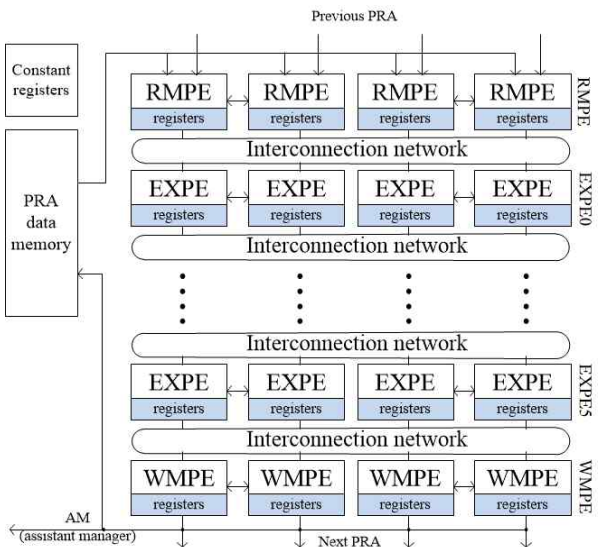 Previous PRA
Constant
registers
RMPE RMPE RMPE RMPE
registers registers registers registers
RMPE
Interconnection network
PRA
data
memory
EXPE EXPE EXPE EXPE
registers registers registers registers
EXPE0
Interconnection network
Interconnection network
EXPE EXPE EXPE EXPE
registers registers registers registers
EXPE5
Interconnection network
WMPE WMPE WMPE WMPE
registers registers registers registers
WMPE
AM
(assistant manager)
Next PRA